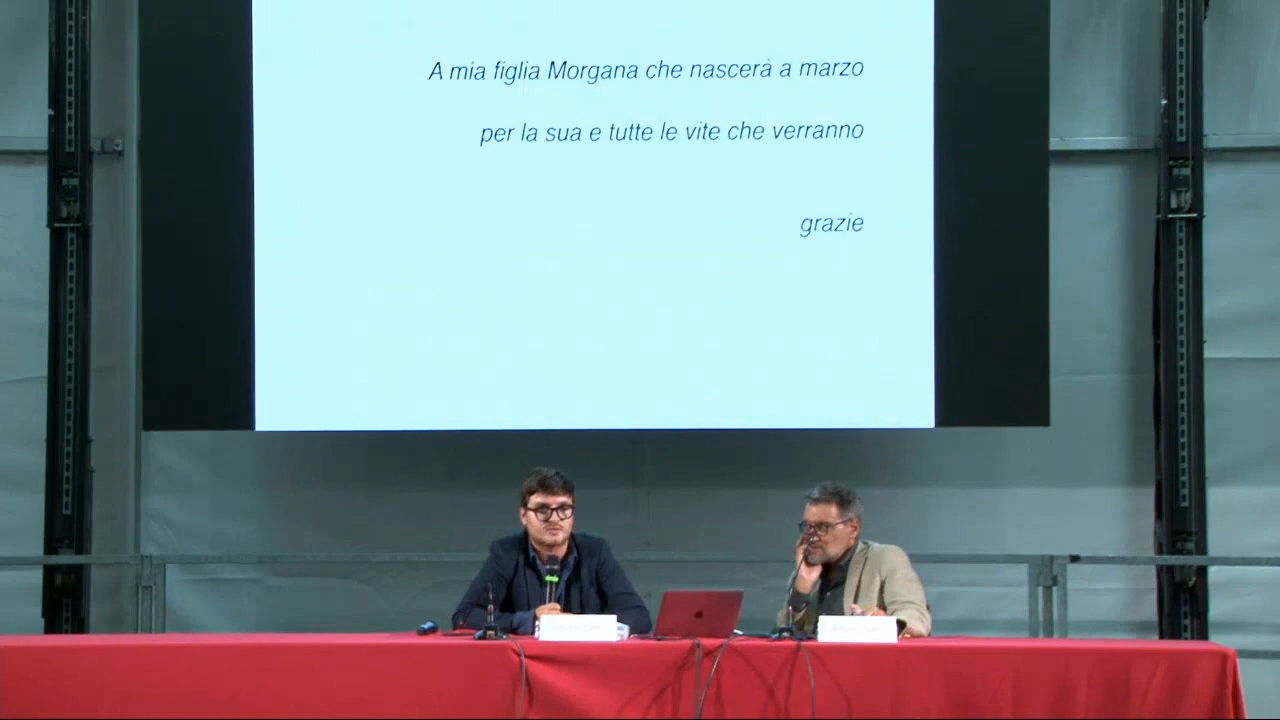 A mia figlia Morgana che nascerà a marzo
per la sua e tutte le vite che verranno
grazie